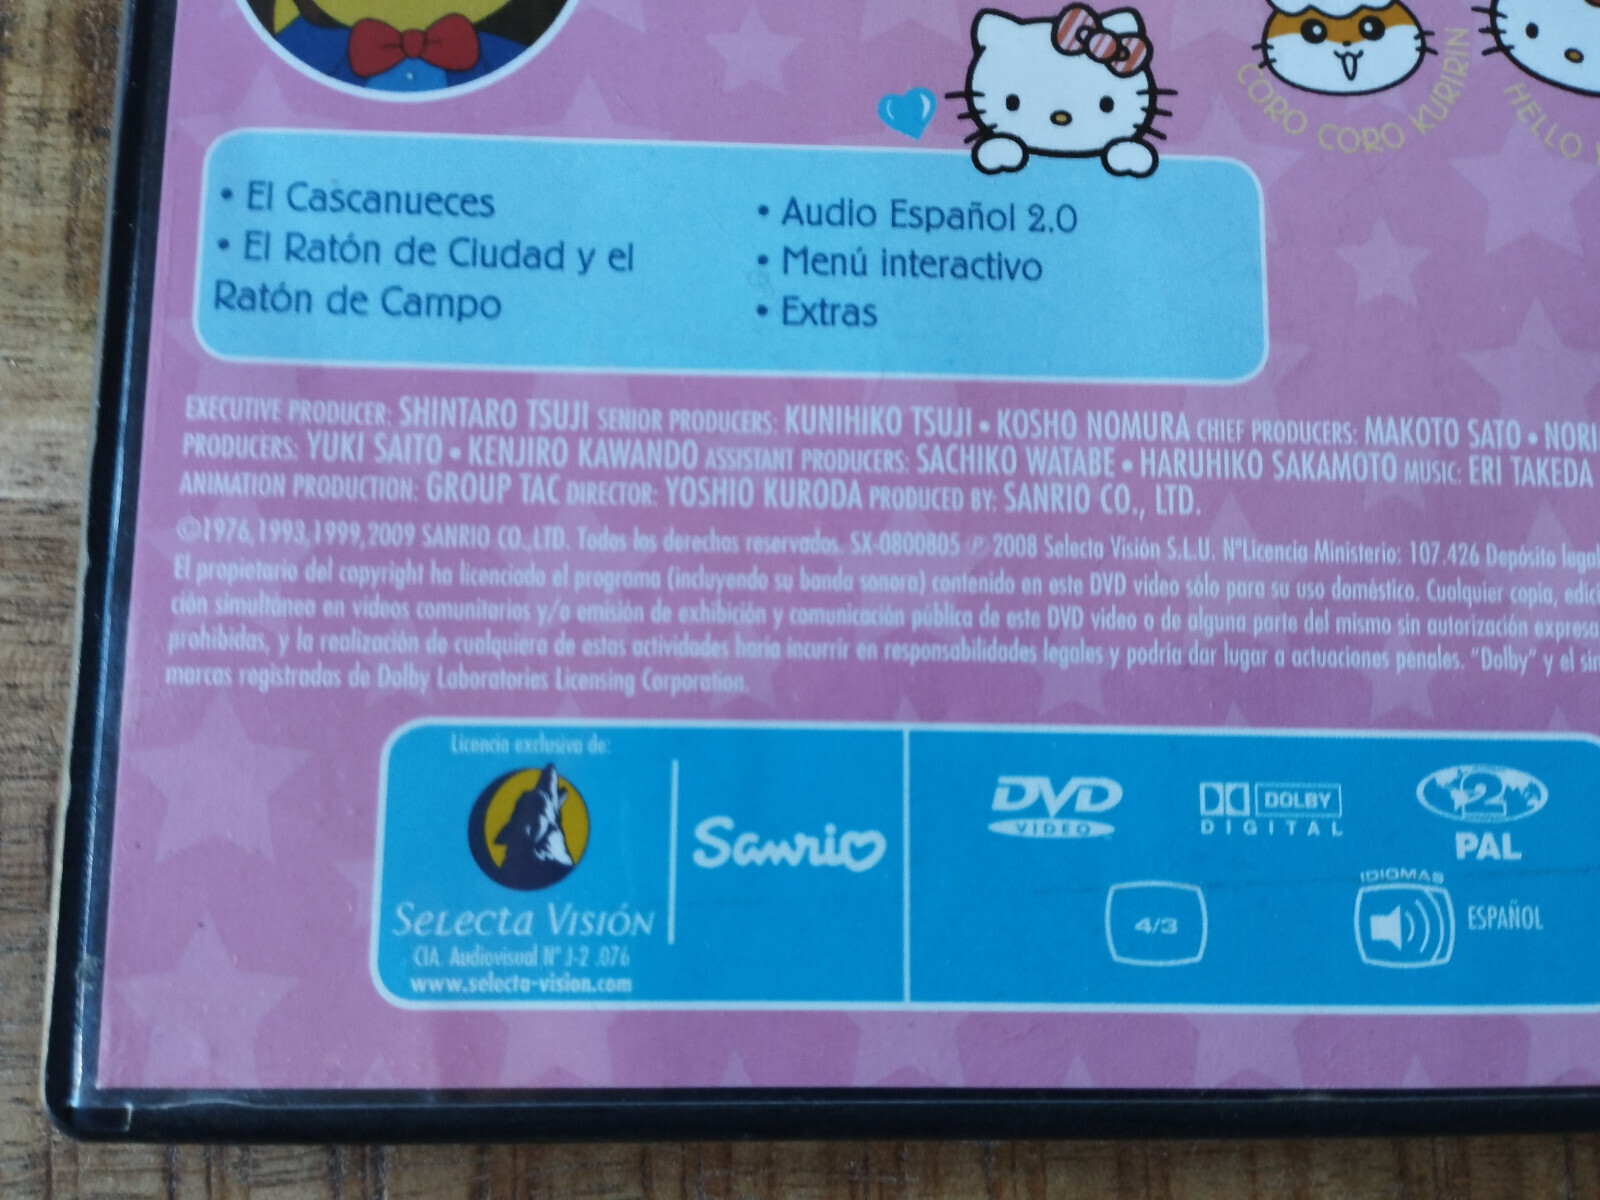 CORO CORO KURIRIN
HELLO
• El Cascanueces
• El Ratón de Ciudad y el
Ratón de Campo
• Audio Español 2.0
• Menú interactivo
• Extras
EXECUTIVE PRODUCER: SHINTARO TSUJI SENIOR PRODUCERS: KUNIHIKO TSUJI • KOSHO NOMURA CHIEF PRODUCERS: MAKOTO SATO • NORI
PRODUCERS: YUKI SAITO • KENJIRO KAWANDO ASSISTANT PRODUCERS: SACHIKO WATABE • HARUHIKO SAKAMOTO MUSIC: ERI TAKEDA
ANIMATION PRODUCTION: GROUP TAC DIRECTOR: YOSHIO KURODA PRODUCED BY: SANRIO CO., LTD.
©1976, 1993, 1999, 2009 SANRIO CO.,LTD. Todos los derechos reservados. SX-0800805 ℗ 2008 Selecta Visión S.L.U. NºLicencia Ministerio: 107.426 Depósito legal
El propietario del copyright ha licenciado el programa (incluyendo su banda sonora) contenido en este DVD video sólo para su uso doméstico. Cualquier copia, edici
ción simultánea en videos comunitarios y/o emisión de exhibición y comunicación pública de este DVD video o de alguna parte del mismo sin autorización expresa
prohibidas, y la realización de cualquiera de estas actividades haría incurrir en responsabilidades legales y podría dar lugar a actuaciones penales. "Dolby" y el sím
marcas registradas de Dolby Laboratories Licensing Corporation.
Licencia exclusiva de:
Selecta Visión
CIA. Audiovisual Nº J-2 .076
www.selecta-vision.com
Sanrio
DVD
VIDEO
DOLBY
DIGITAL
2
PAL
4/3
IDIOMAS
ESPAÑOL